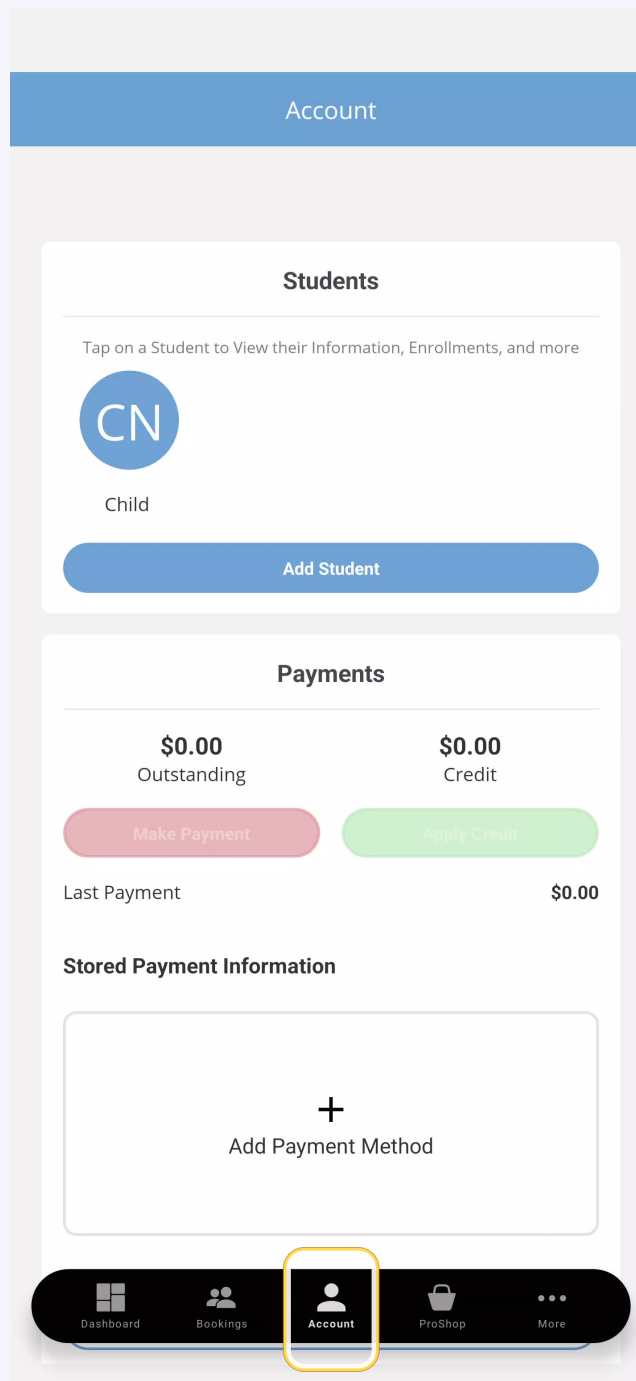 Account
Students
Tap on a Student to View their Information, Enrollments, and more
CN
Child
Add Student
Payments
$0.00 $0.00
Outstanding Credit
Make Payment Apply Credit
Last Payment $0.00
Stored Payment Information
+
Add Payment Method
Dashboard Bookings Account ProShop More